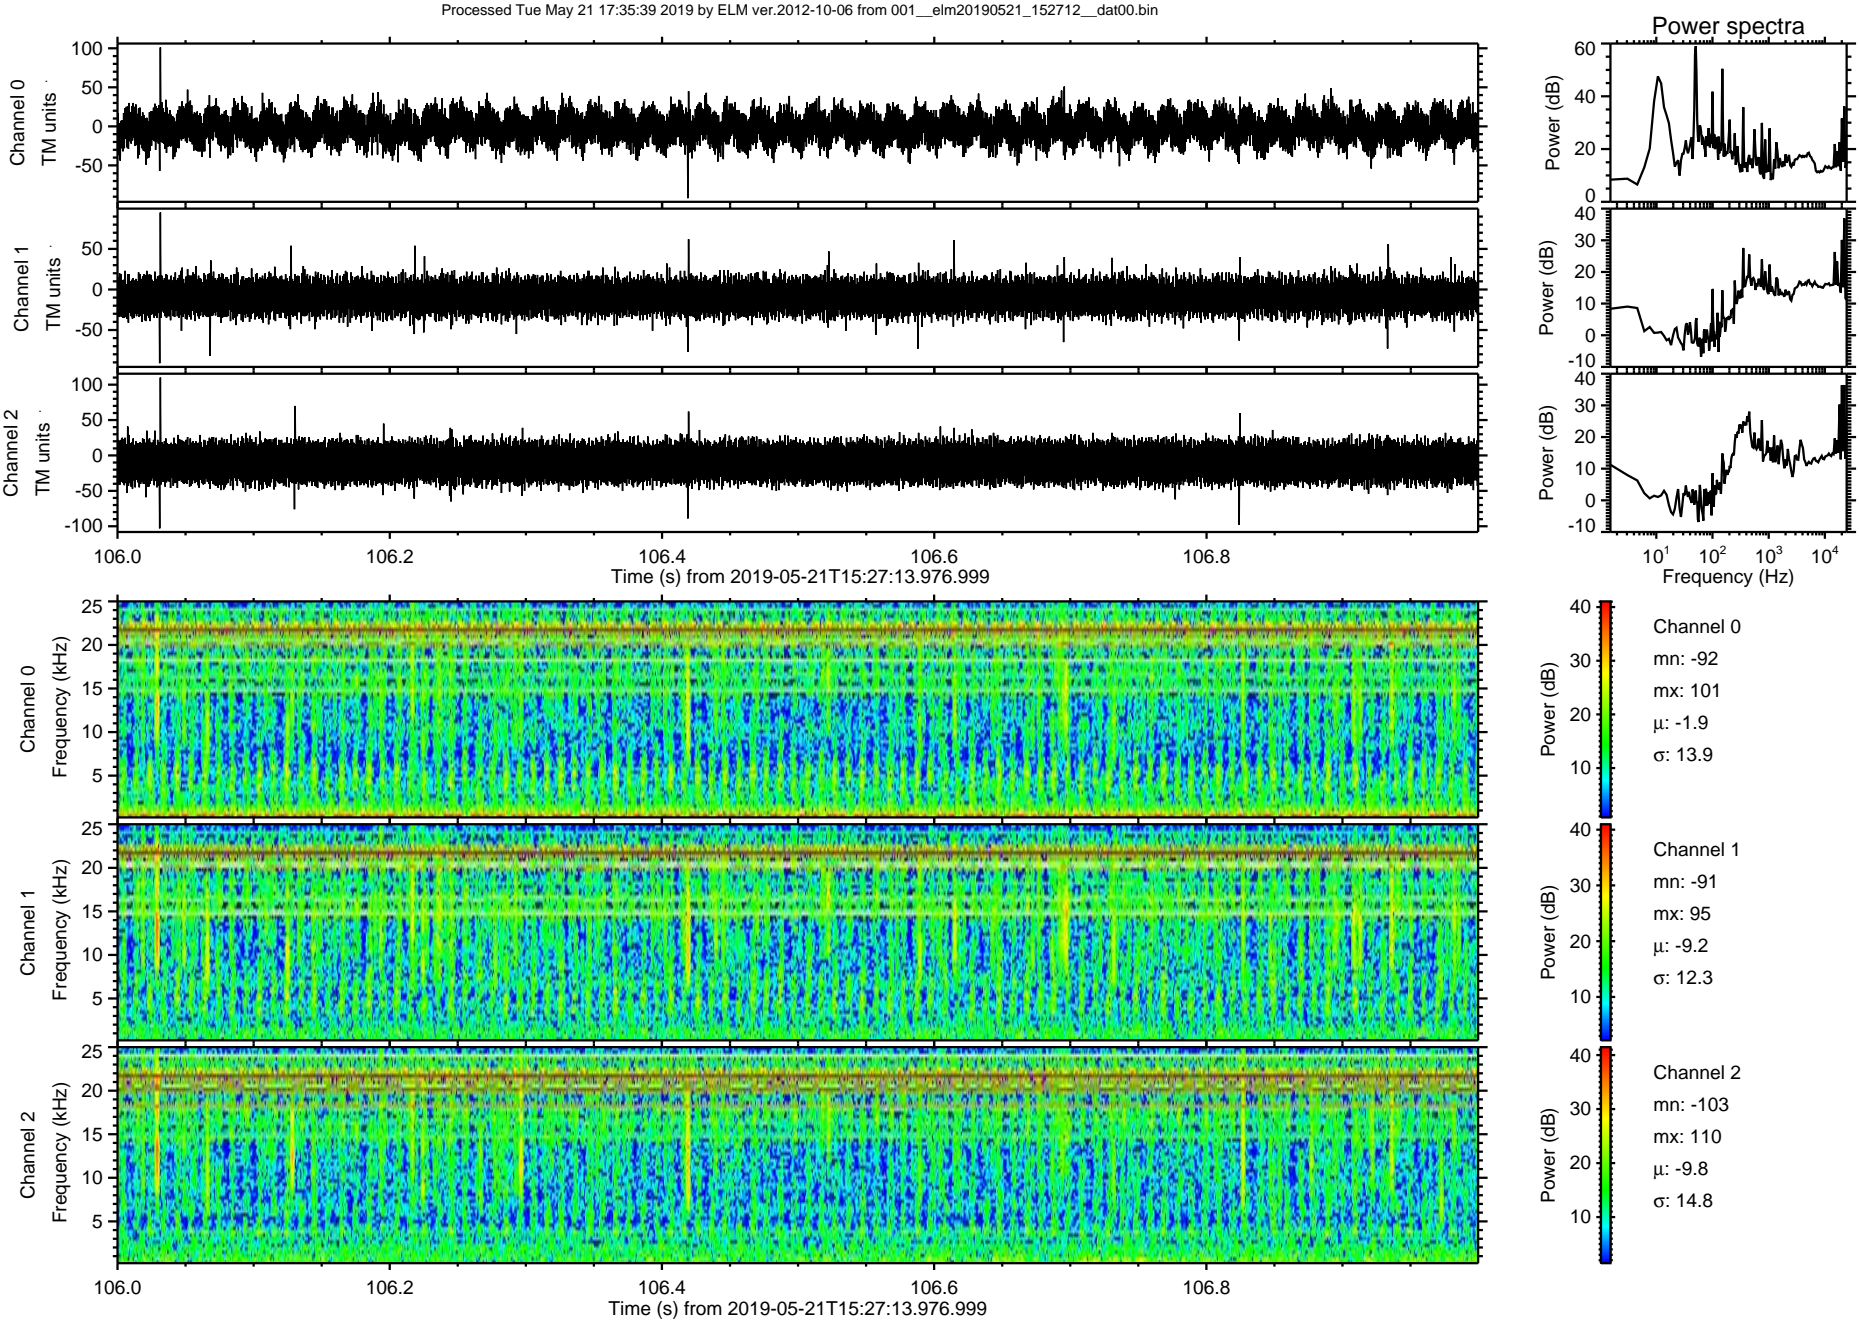 Processed Tue May 21 17:35:39 2019 by ELM ver.2012-10-06 from 001__elm20190521_152712__dat00.bin
Power spectra
Channel 0
TM units
100
50
0
-50
Power (dB)
60
40
20
0
Channel 1
TM units
50
0
-50
Power (dB)
40
30
20
10
0
-10
Channel 2
TM units
100
50
0
-50
-100
Power (dB)
40
30
20
10
0
-10
106.0 106.2 106.4 106.6 106.8
Time (s) from 2019-05-21T15:27:13.976.999
10¹ 10² 10³ 10⁴
Frequency (Hz)
Channel 0
Frequency (kHz)
25
20
15
10
5
Power (dB)
40
30
20
10
Channel 0
mn: -92
mx: 101
μ: -1.9
σ: 13.9
Channel 1
Frequency (kHz)
25
20
15
10
5
Power (dB)
40
30
20
10
Channel 1
mn: -91
mx: 95
μ: -9.2
σ: 12.3
Channel 2
Frequency (kHz)
25
20
15
10
5
Power (dB)
40
30
20
10
Channel 2
mn: -103
mx: 110
μ: -9.8
σ: 14.8
106.0 106.2 106.4 106.6 106.8
Time (s) from 2019-05-21T15:27:13.976.999